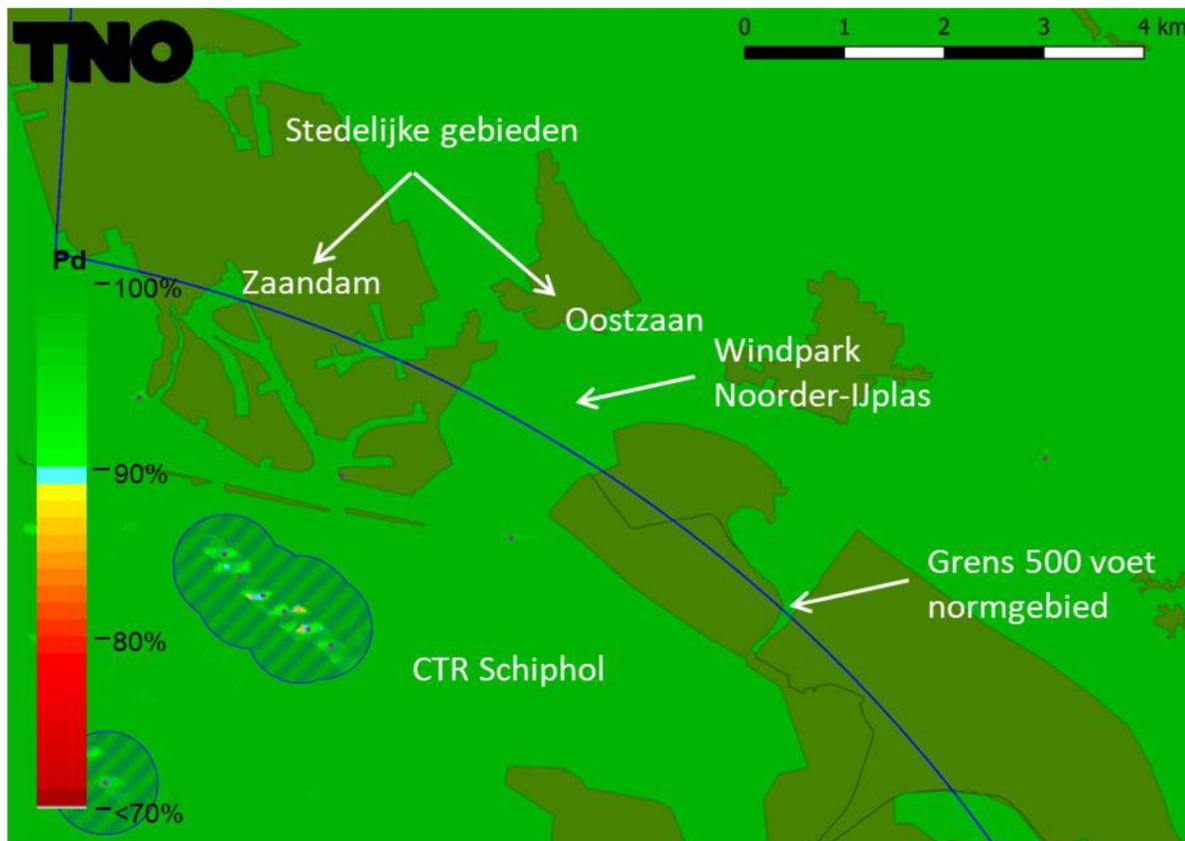 TNO
0 1 2 3 4 km
Stedelijke gebieden
Pd
Zaandam
100%
Oostzaan
Windpark
Noorder-IJplas
90%
Grens 500 voet
normgebied
80%
CTR Schiphol
<70%